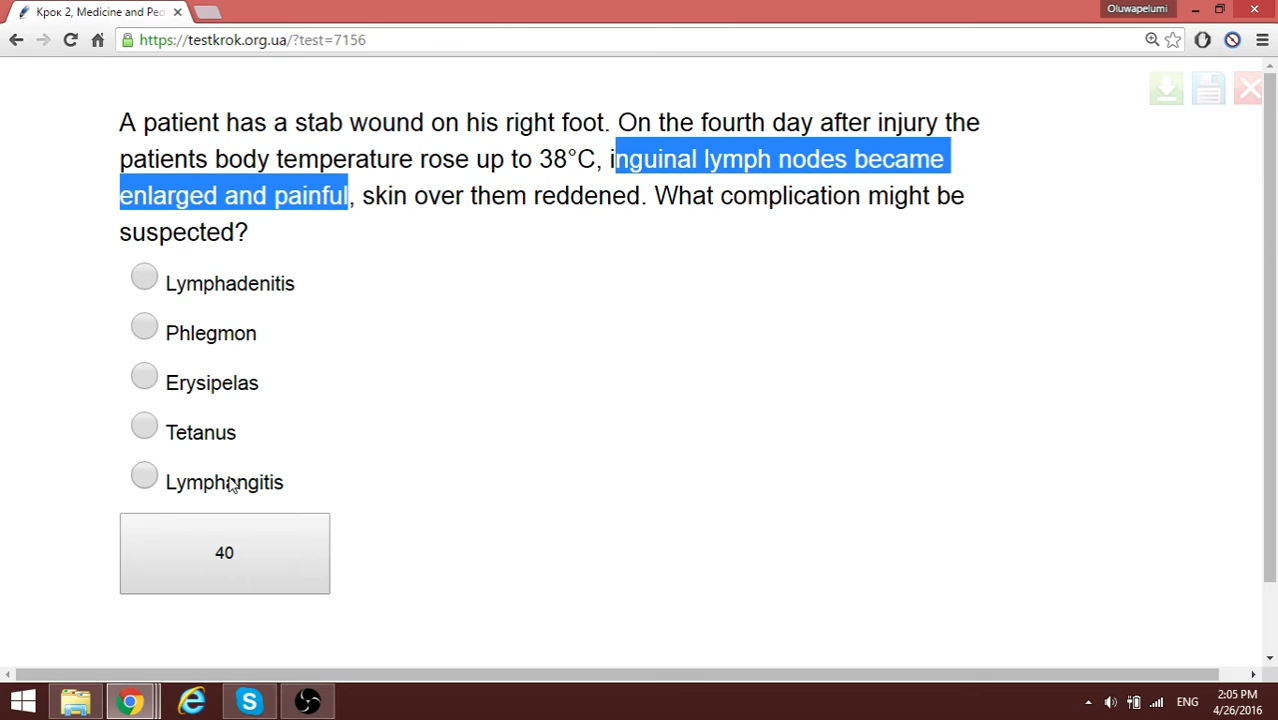 Крок 2, Medicine and Ped
Oluwapelumi
https://testkrok.org.ua/?test=7156
A patient has a stab wound on his right foot. On the fourth day after injury the
patients body temperature rose up to 38°C, inguinal lymph nodes became
enlarged and painful, skin over them reddened. What complication might be
suspected?
Lymphadenitis
Phlegmon
Erysipelas
Tetanus
Lymphangitis
40
ENG
2:05 PM
4/26/2016